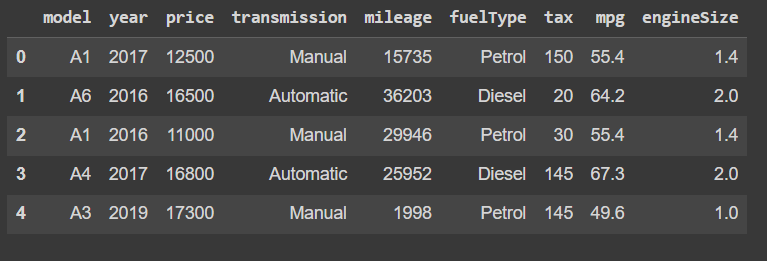 model year price transmission mileage fuelType tax mpg engineSize
0 A1 2017 12500 Manual 15735 Petrol 150 55.4 1.4
1 A6 2016 16500 Automatic 36203 Diesel 20 64.2 2.0
2 A1 2016 11000 Manual 29946 Petrol 30 55.4 1.4
3 A4 2017 16800 Automatic 25952 Diesel 145 67.3 2.0
4 A3 2019 17300 Manual 1998 Petrol 145 49.6 1.0